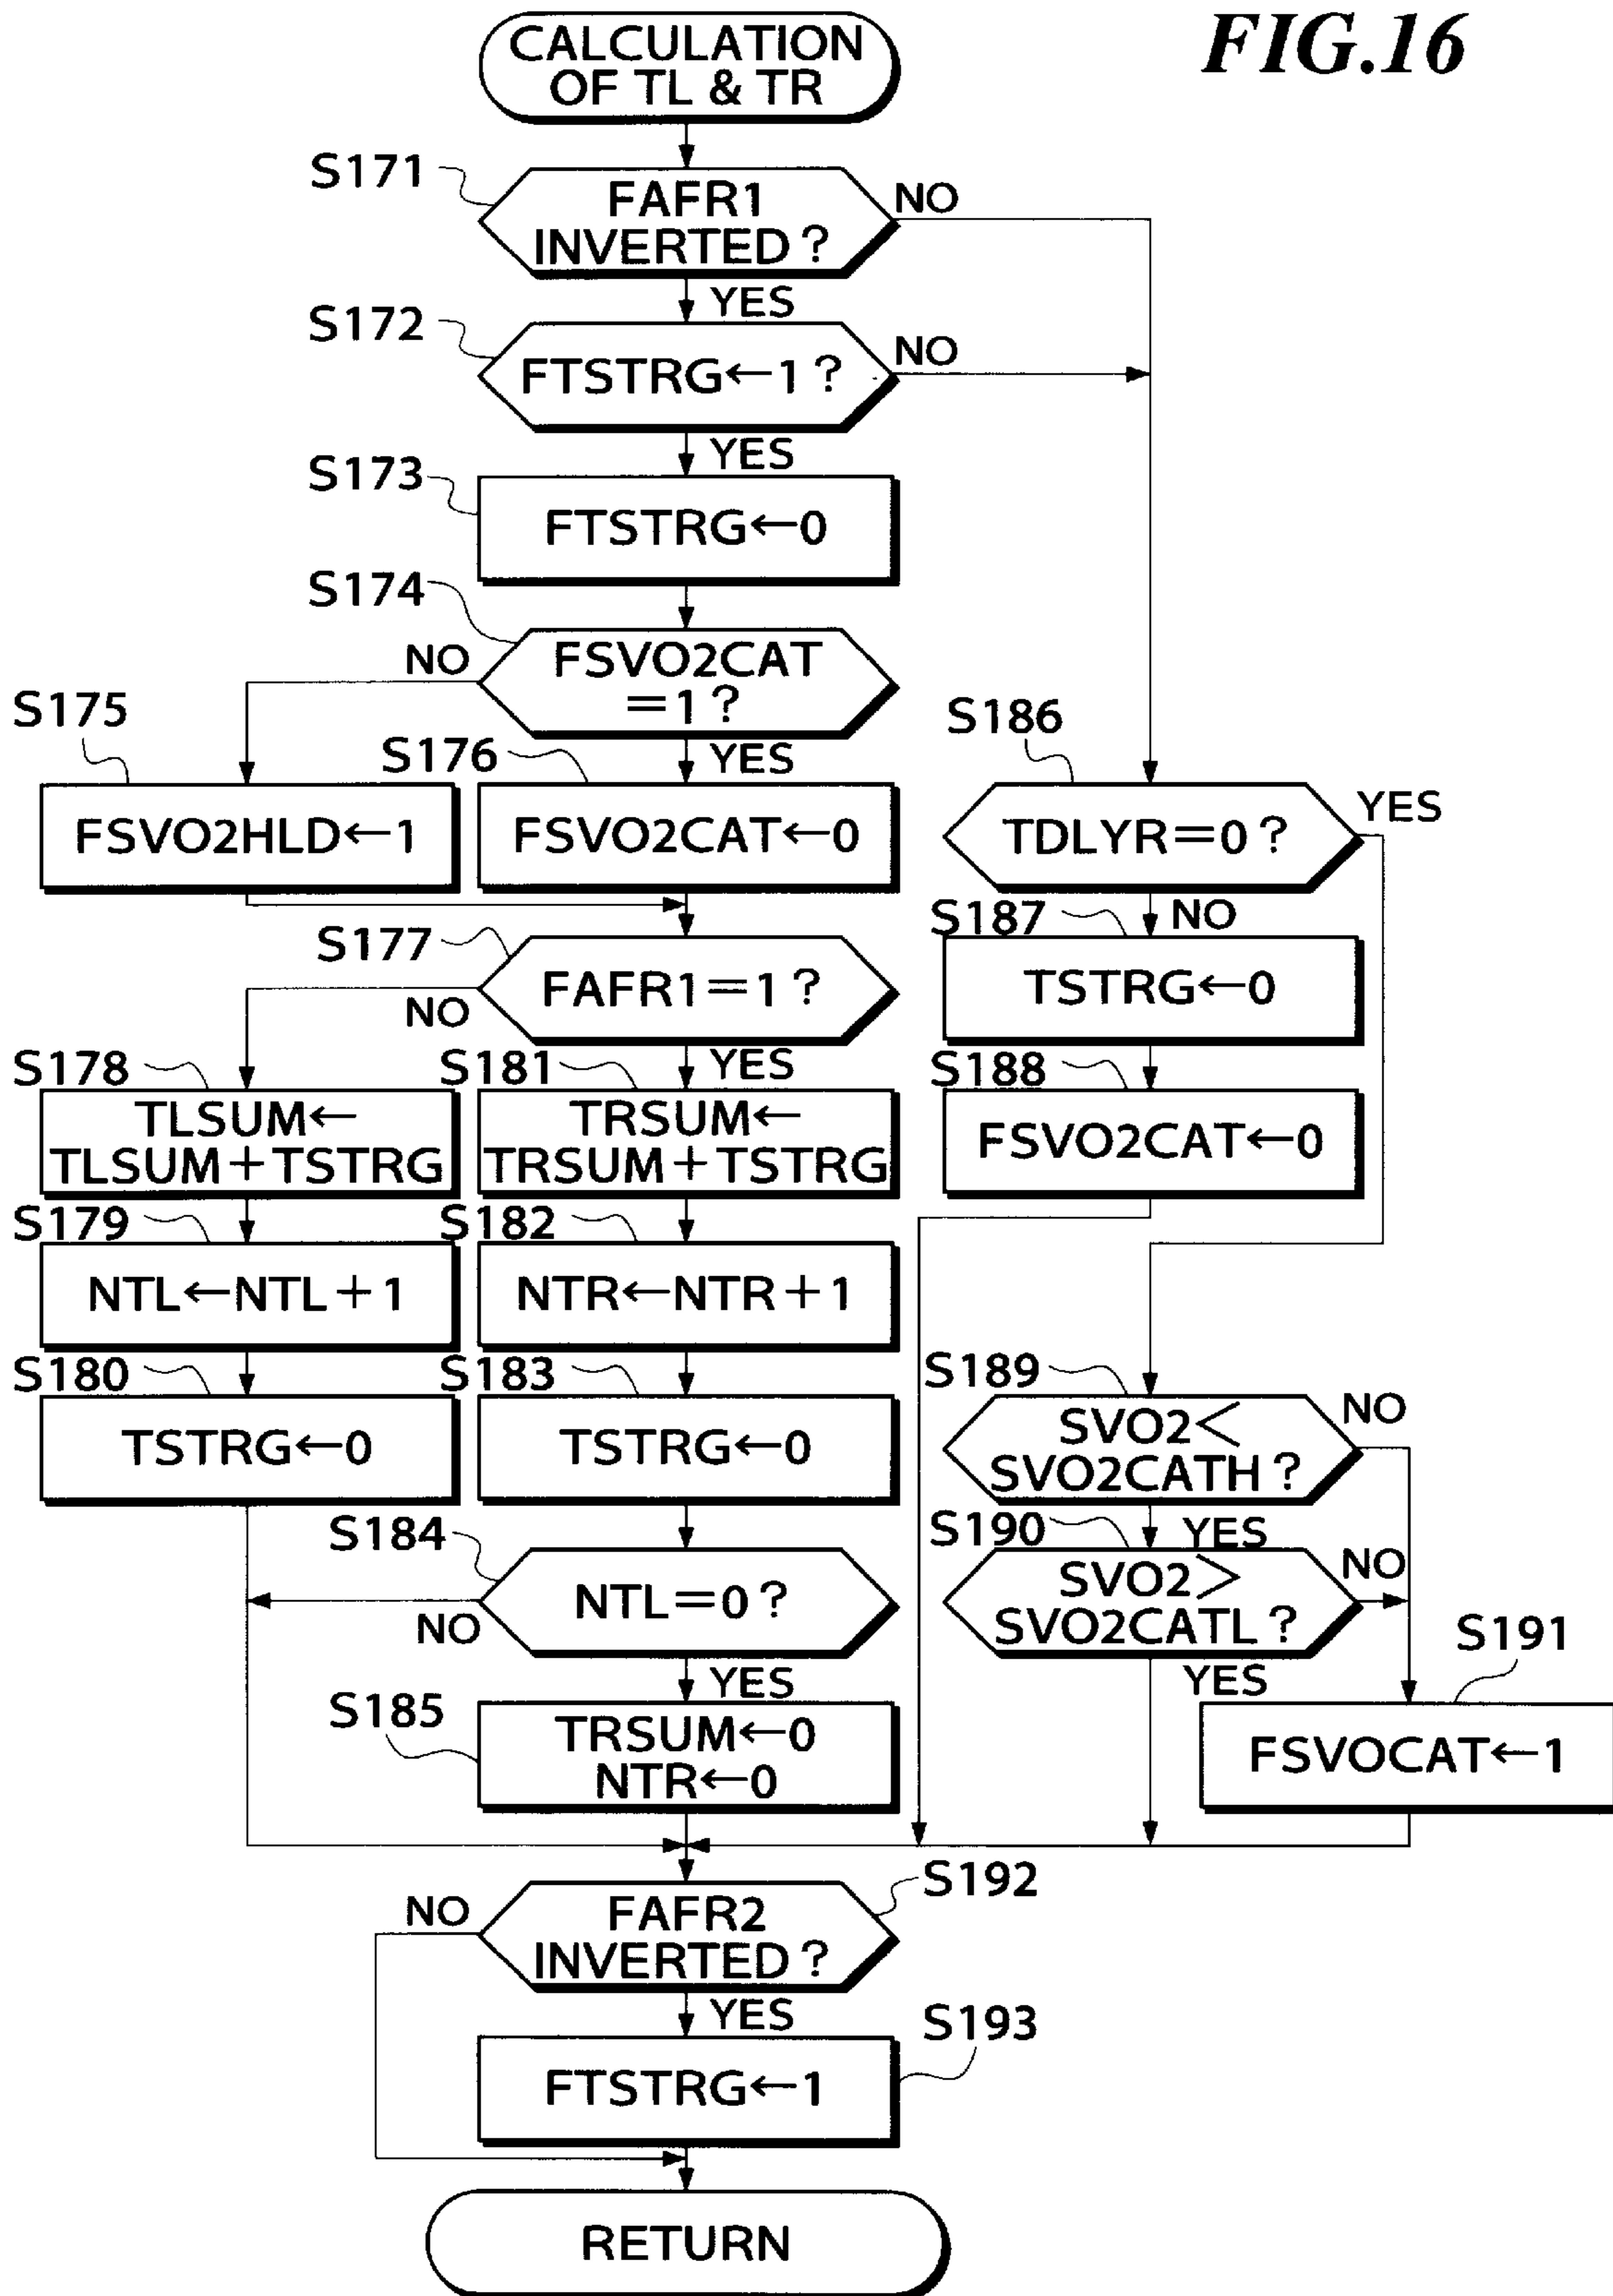 FIG.16
CALCULATION
OF TL & TR
S171
FAFR1
INVERTED?
NO
YES
S172
FTSTRG←1?
NO
YES
S173
FTSTRG←0
S174
FSVO2CAT
=1?
NO
YES
S175
FSVO2HLD←1
S176
FSVO2CAT←0
S186
TDLYR=0?
YES
NO
S177
FAFR1=1?
NO
YES
S187
TSTRG←0
S178
TLSUM←
TLSUM+TSTRG
S181
TRSUM←
TRSUM+TSTRG
S188
FSVO2CAT←0
S179
NTL←NTL+1
S182
NTR←NTR+1
S180
TSTRG←0
S183
TSTRG←0
S189
SVO2<
SVO2CATH?
NO
YES
S184
NTL=0?
NO
YES
S190
SVO2>
SVO2CATL?
NO
YES
S185
TRSUM←0
NTR←0
S191
FSVOCAT←1
S192
FAFR2
INVERTED?
NO
YES
S193
FTSTRG←1
RETURN